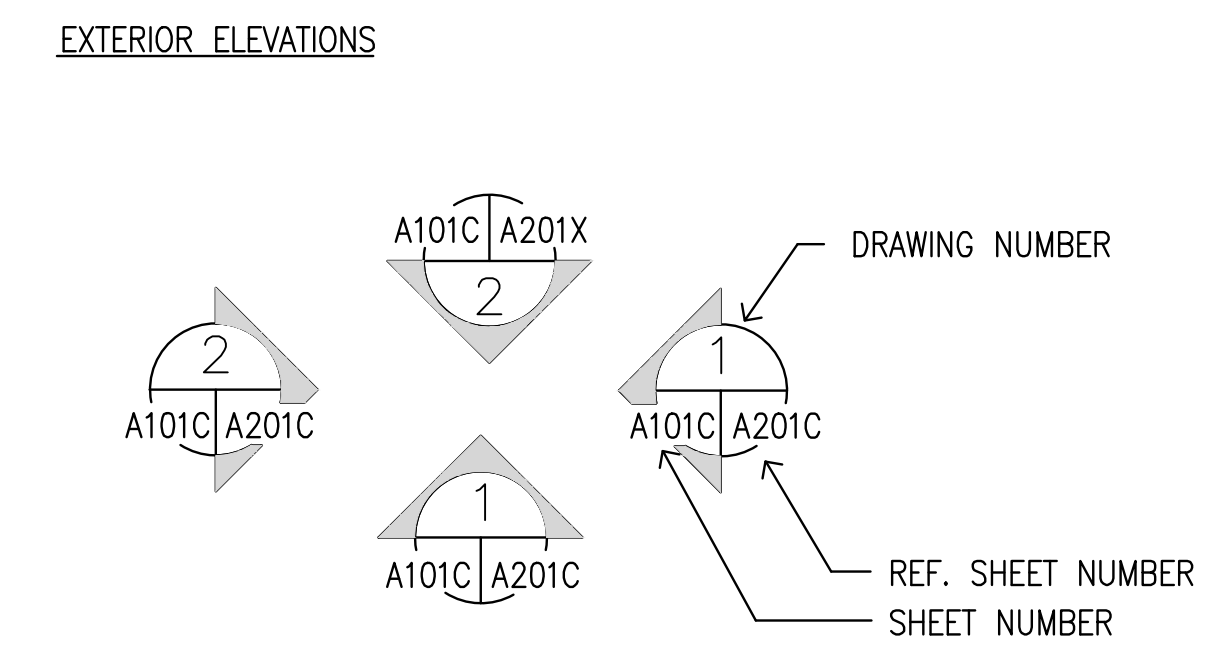 EXTERIOR ELEVATIONS
A101C A201X
2
DRAWING NUMBER
2
A101C A201C
1
A101C A201C
1
A101C A201C
REF. SHEET NUMBER
SHEET NUMBER